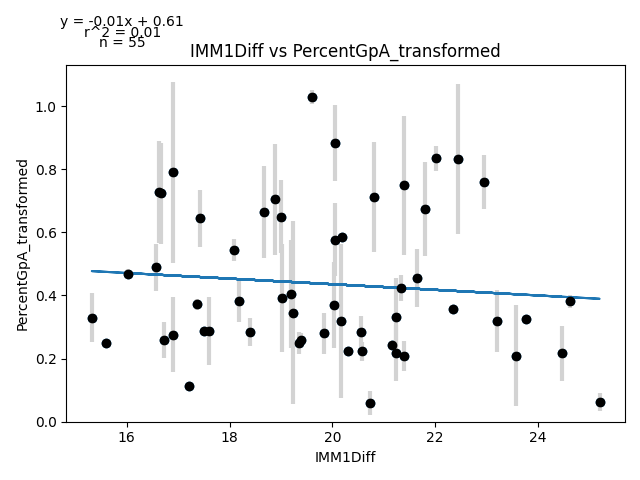 y = -0.01x + 0.61
r^2 = 0.01
n = 55
IMM1Diff vs PercentGpA_transformed
PercentGpA_transformed
1.0
0.8
0.6
0.4
0.2
0.0
16 18 20 22 24
IMM1Diff